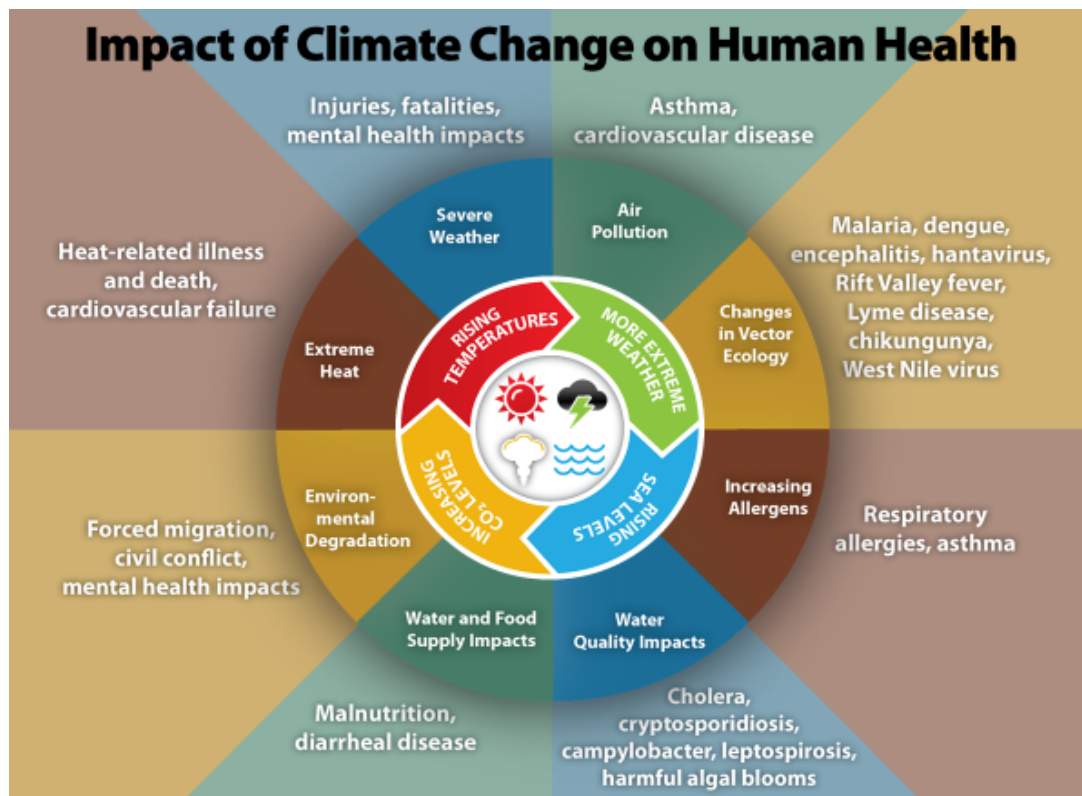 Impact of Climate Change on Human Health
Injuries, fatalities,
mental health impacts
Asthma,
cardiovascular disease
Severe
Weather
Air
Pollution
Heat-related illness
and death,
cardiovascular failure
Malaria, dengue,
encephalitis, hantavirus,
Rift Valley fever,
Lyme disease,
chikungunya,
West Nile virus
Extreme
Heat
Changes
in Vector
Ecology
RISING
TEMPERATURES
MORE EXTREME
WEATHER
INCREASING
CO₂ LEVELS
RISING
SEA LEVELS
Environ-
mental
Degradation
Increasing
Allergens
Forced migration,
civil conflict,
mental health impacts
Respiratory
allergies, asthma
Water and Food
Supply Impacts
Water
Quality Impacts
Malnutrition,
diarrheal disease
Cholera,
cryptosporidiosis,
campylobacter, leptospirosis,
harmful algal blooms